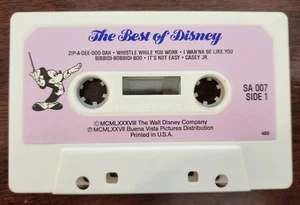 The Best of Disney
ZIP-A-DEE-DOO-DAH • WHISTLE WHILE YOU WORK • I WAN'NA BE LIKE YOU
BIBBIDI-BOBBIDI-BOO • IT'S NOT EASY • CASEY JR.
SA 007
SIDE 1
ⓟ MCMLXXXVIII The Walt Disney Company
© MCMLXXVII Buena Vista Pictures Distribution
Printed in U.S.A.